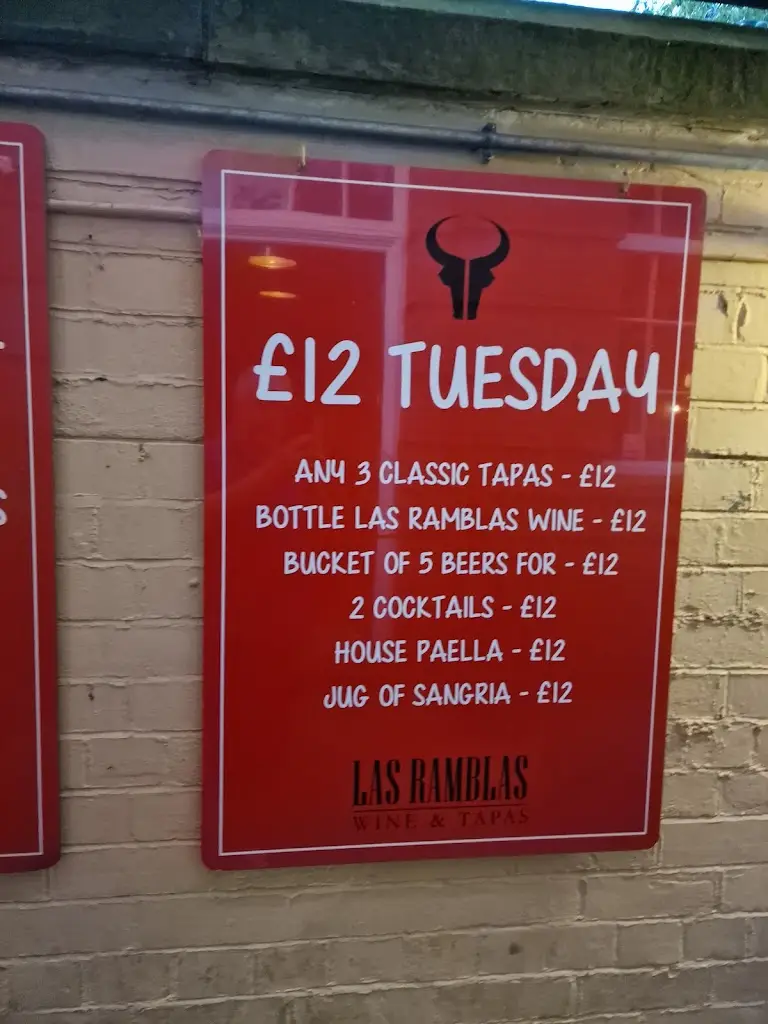 £12 TUESDAY
ANY 3 CLASSIC TAPAS - £12
BOTTLE LAS RAMBLAS WINE - £12
BUCKET OF 5 BEERS FOR - £12
2 COCKTAILS - £12
HOUSE PAELLA - £12
JUG OF SANGRIA - £12
LAS RAMBLAS
WINE & TAPAS